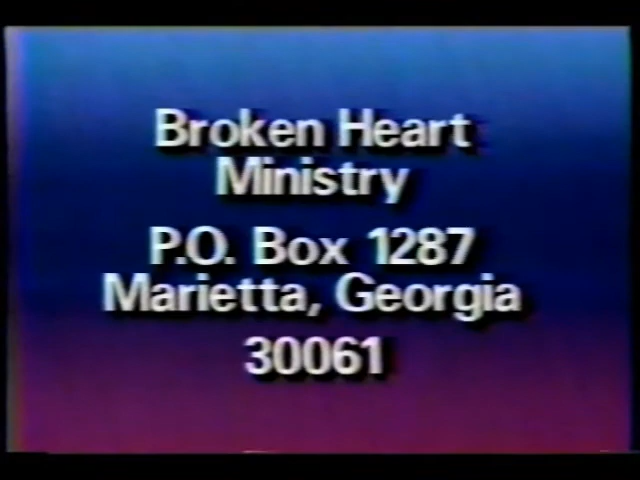 Broken Heart
Ministry
P.O. Box 1287
Marietta, Georgia
30061